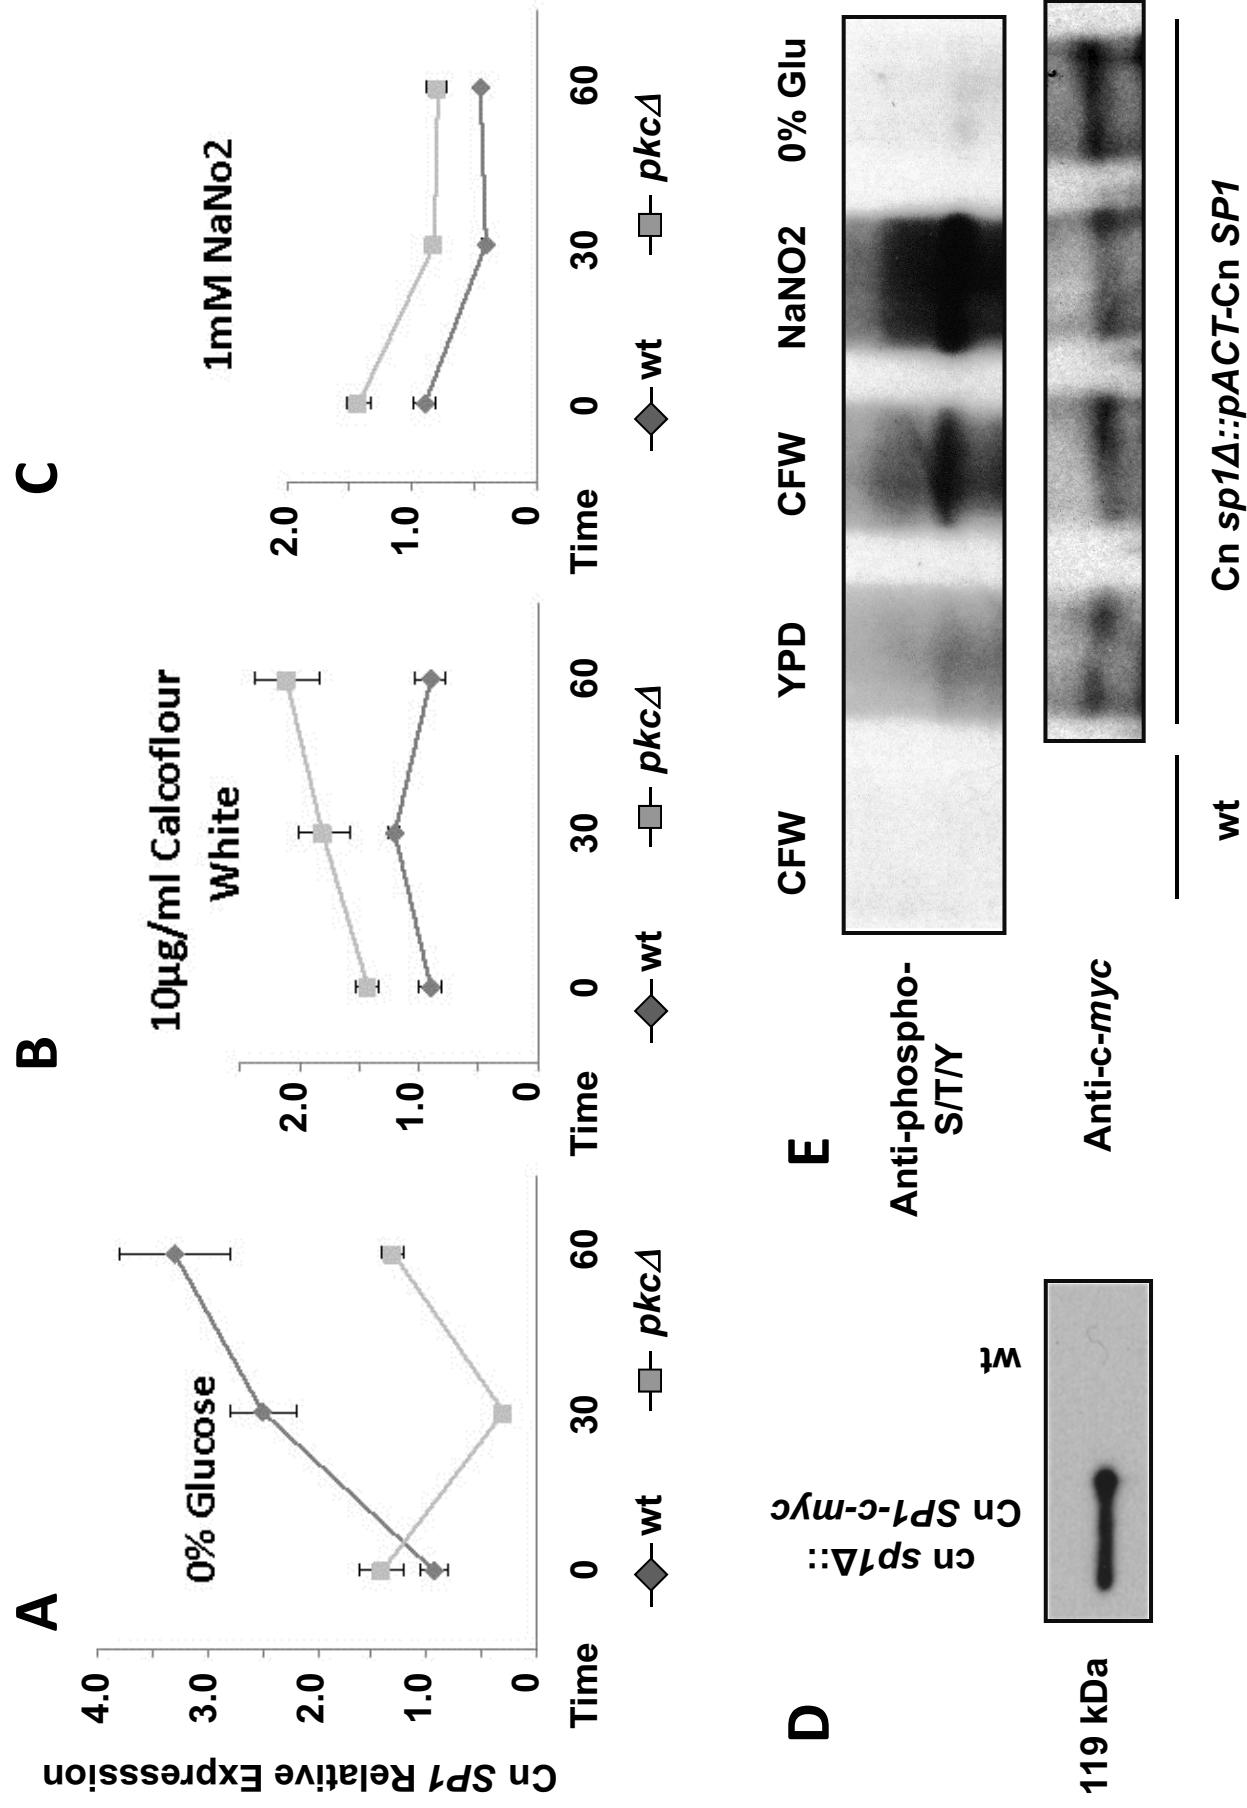 A
0% Glucose
4.0
3.0
2.0
1.0
0
Cn SP1 Relative Expresssion
Time
0
30
60
wt
pkcΔ
B
10µg/ml Calcoflour
White
2.0
1.0
0
Time
0
30
60
wt
pkcΔ
C
1mM NaNo2
2.0
1.0
0
Time
0
30
60
wt
pkcΔ
D
cn sp1Δ::
Cn SP1-c-myc
wt
119 kDa
E
CFW
YPD
CFW
NaNO2
0% Glu
Anti-phospho-
S/T/Y
Anti-c-myc
wt
Cn sp1Δ::pACT-Cn SP1